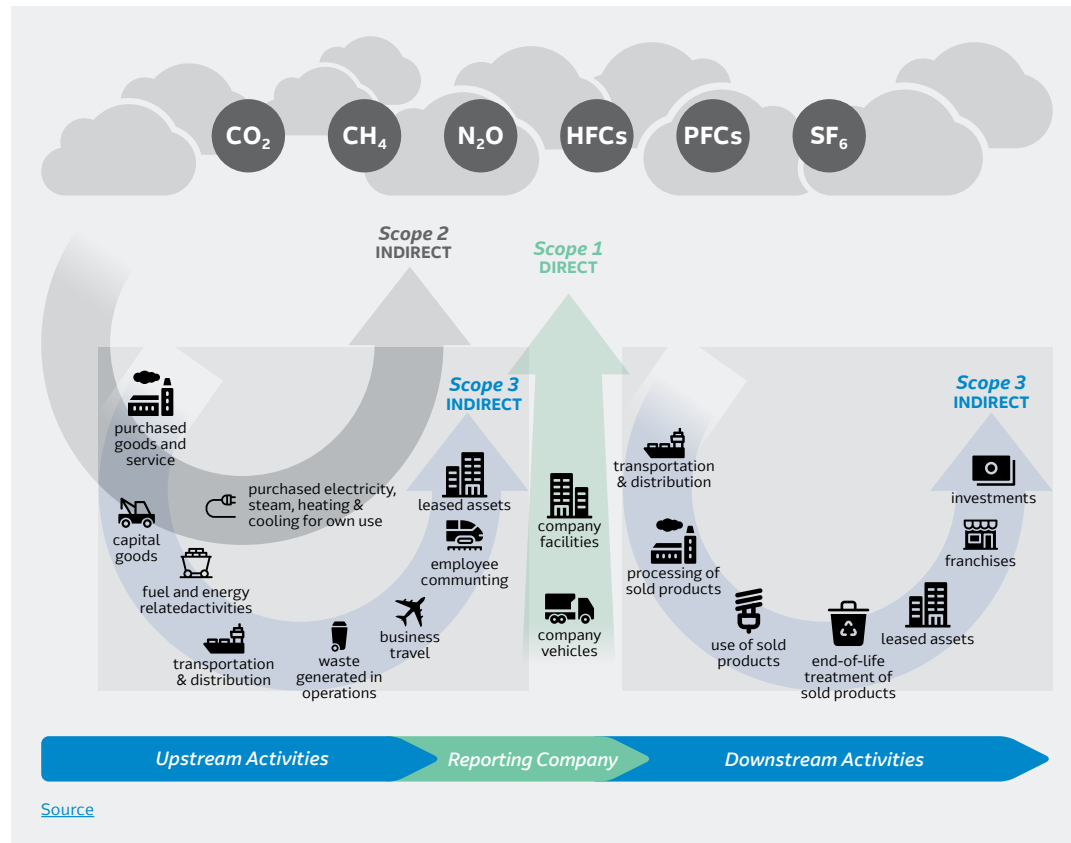 CO₂
CH₄
N₂O
HFCs
PFCs
SF₆
Scope 2
INDIRECT
Scope 1
DIRECT
Scope 3
INDIRECT
Scope 3
INDIRECT
purchased
goods and
service
capital
goods
fuel and energy
relatedactivities
transportation
& distribution
waste
generated in
operations
business
travel
employee
communting
leased assets
purchased electricity,
steam, heating &
cooling for own use
company
facilities
company
vehicles
transportation
& distribution
processing of
sold products
use of sold
products
end-of-life
treatment of
sold products
leased assets
franchises
investments
Upstream Activities
Reporting Company
Downstream Activities
Source